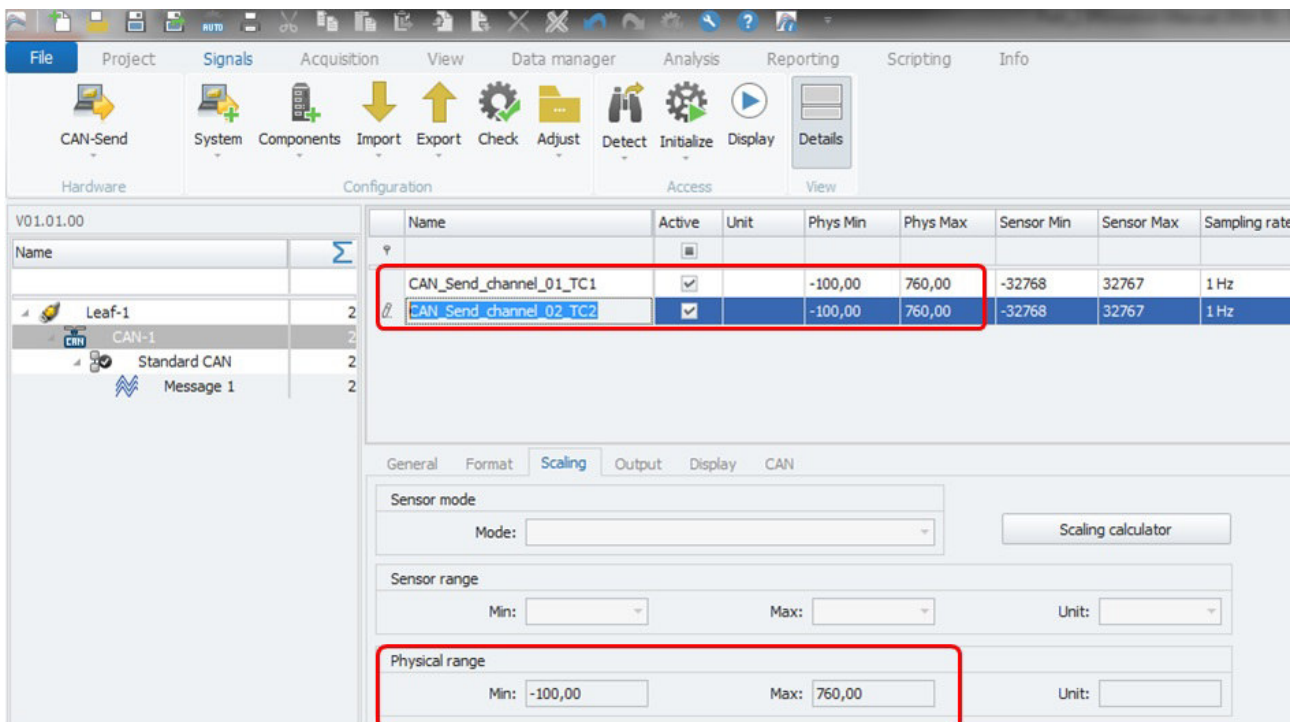 AUTO
File Project Signals Acquisition View Data manager Analysis Reporting Scripting Info
CAN-Send System Components Import Export Check Adjust Detect Initialize Display Details
Hardware Configuration Access View
V01.01.00
Name Active Unit Phys Min Phys Max Sensor Min Sensor Max Sampling rate
Name
CAN_Send_channel_01_TC1 -100,00 760,00 -32768 32767 1 Hz
Leaf-1 2 CAN_Send_channel_02_TC2 -100,00 760,00 -32768 32767 1 Hz
CAN CAN-1 2
Standard CAN 2
Message 1 2
General Format Scaling Output Display CAN
Sensor mode
Mode: Scaling calculator
Sensor range
Min: Max: Unit:
Physical range
Min: -100,00 Max: 760,00 Unit: